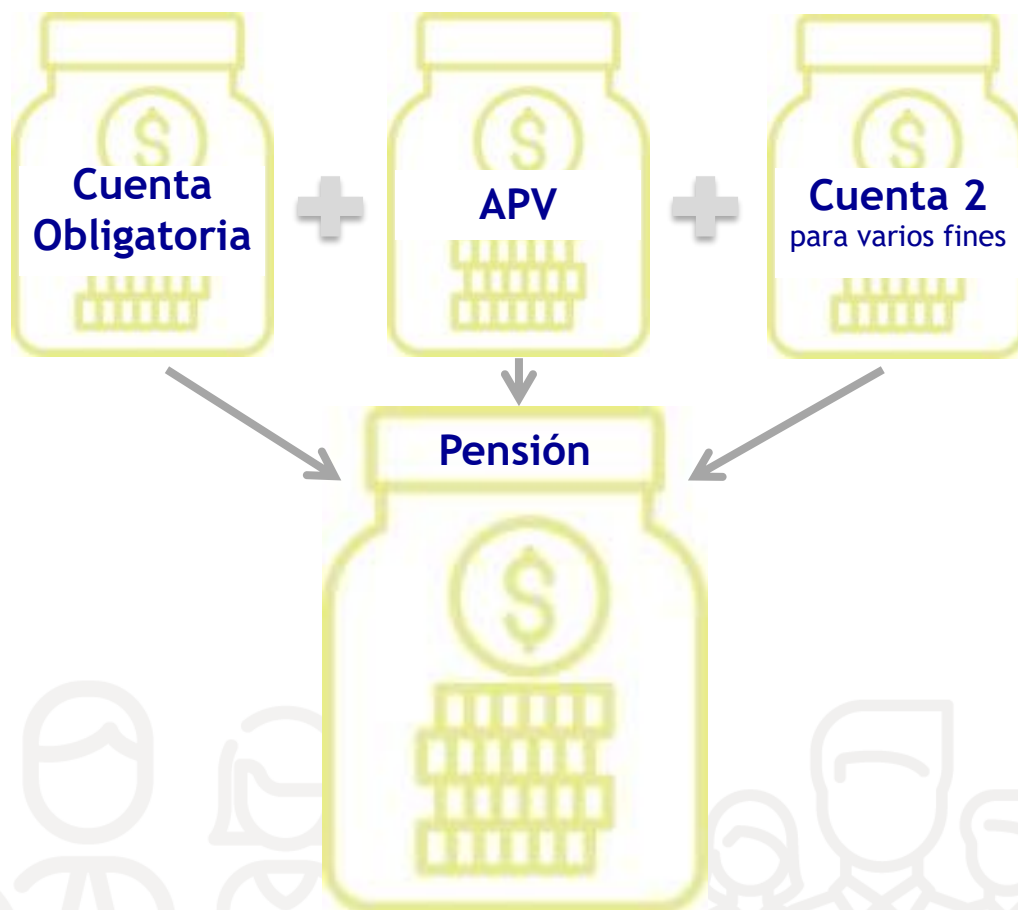 $
$
$
Cuenta
Obligatoria
APV
Cuenta 2
para varios fines
Pensión
$